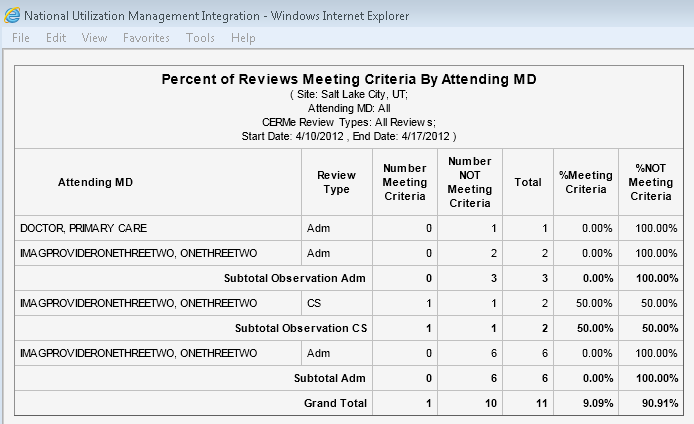 National Utilization Management Integration - Windows Internet Explorer
File Edit View Favorites Tools Help
Percent of Reviews Meeting Criteria By Attending MD
( Site: Salt Lake City, UT;
Attending MD: All
CERMe Review Types: All Reviews;
Start Date: 4/10/2012 , End Date: 4/17/2012 )
Attending MD Review Type Number Meeting Criteria Number NOT Meeting Criteria Total %Meeting Criteria %NOT Meeting Criteria
DOCTOR, PRIMARY CARE Adm 0 1 1 0.00% 100.00%
IMAGPROVIDERONETHREETWO, ONETHREETWO Adm 0 2 2 0.00% 100.00%
Subtotal Observation Adm 0 3 3 0.00% 100.00%
IMAGPROVIDERONETHREETWO, ONETHREETWO CS 1 1 2 50.00% 50.00%
Subtotal Observation CS 1 1 2 50.00% 50.00%
IMAGPROVIDERONETHREETWO, ONETHREETWO Adm 0 6 6 0.00% 100.00%
Subtotal Adm 0 6 6 0.00% 100.00%
Grand Total 1 10 11 9.09% 90.91%